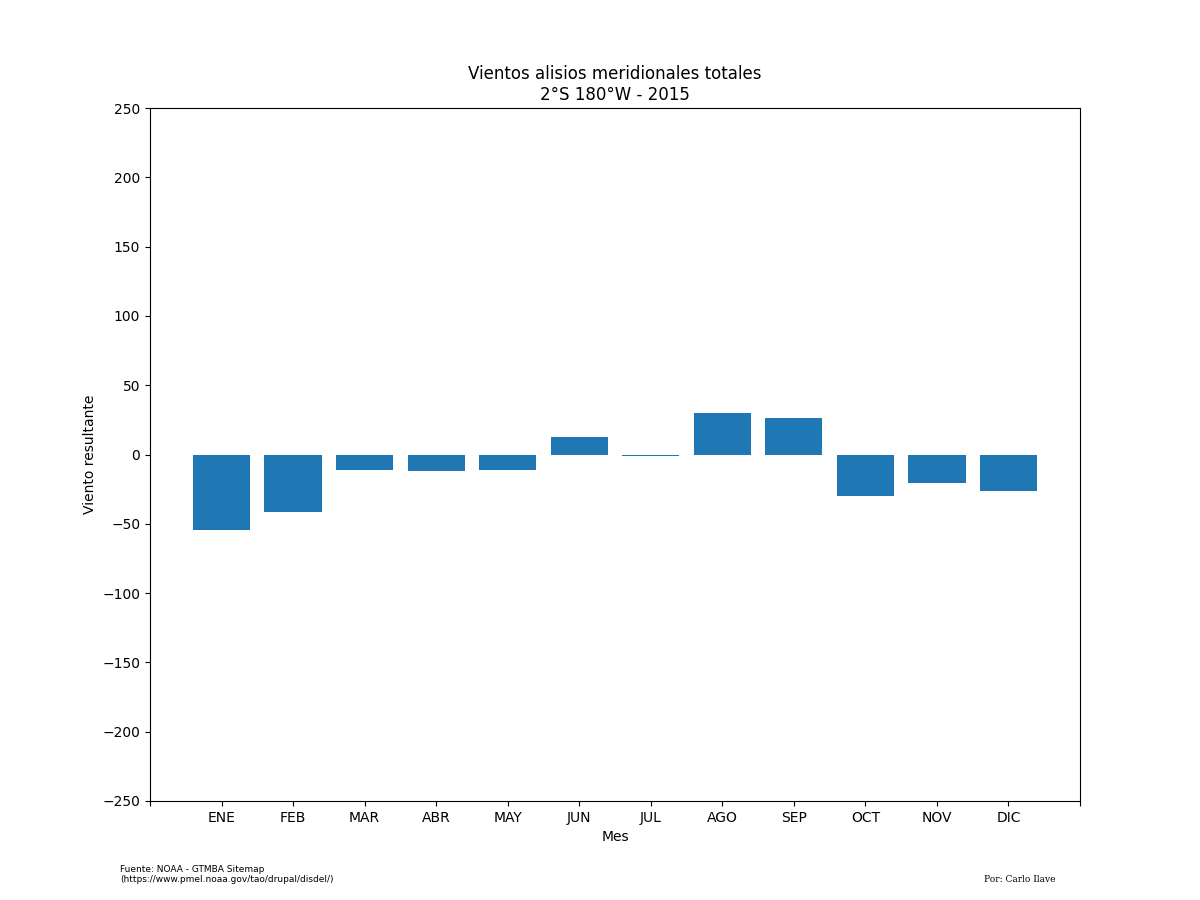 Vientos alisios meridionales totales
2°S 180°W - 2015
250
200
150
100
50
0
−50
−100
−150
−200
−250
Viento resultante
ENE FEB MAR ABR MAY JUN JUL AGO SEP OCT NOV DIC
Mes
Fuente: NOAA - GTMBA Sitemap
(https://www.pmel.noaa.gov/tao/drupal/disdel/)
Por: Carlo Ilave